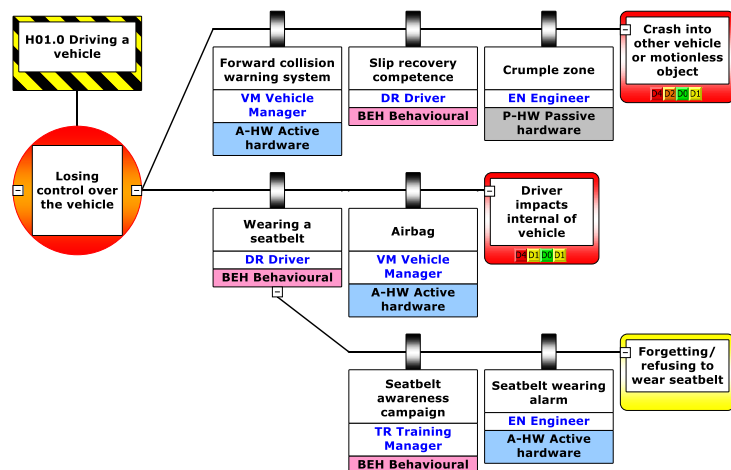 H01.0 Driving a
vehicle
Losing
control over
the vehicle
Forward collision
warning system
VM Vehicle
Manager
A-HW Active
hardware
Slip recovery
competence
DR Driver
BEH Behavioural
Crumple zone
EN Engineer
P-HW Passive
hardware
Crash into
other vehicle
or motionless
object
D4 D2 D0 D1
Wearing a
seatbelt
DR Driver
BEH Behavioural
Airbag
VM Vehicle
Manager
A-HW Active
hardware
Driver
impacts
internal of
vehicle
D4 D1 D0 D1
Seatbelt
awareness
campaign
TR Training
Manager
BEH Behavioural
Seatbelt wearing
alarm
EN Engineer
A-HW Active
hardware
Forgetting/
refusing to
wear seatbelt